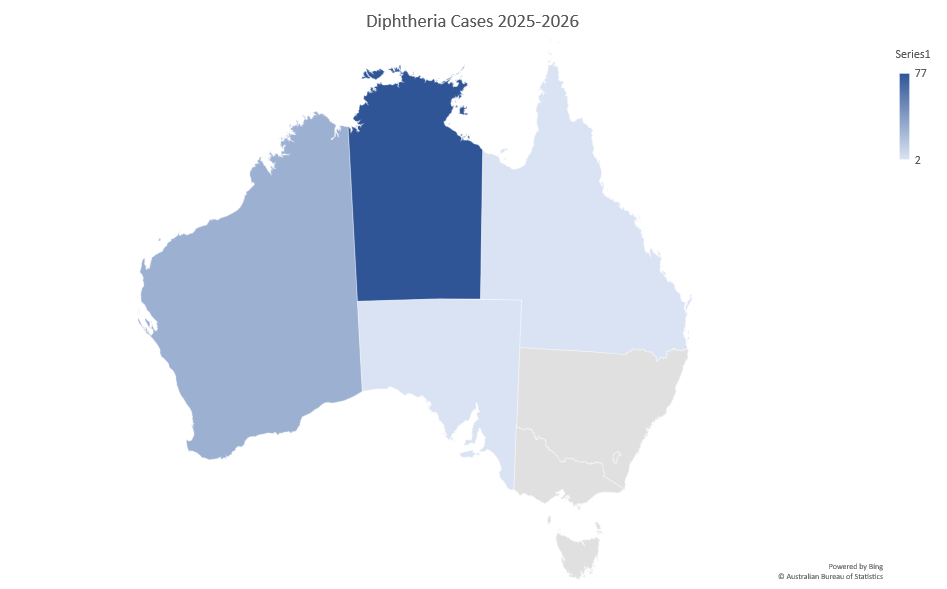 Diphtheria Cases 2025-2026
Series1
77
2
Powered by Bing
© Australian Bureau of Statistics